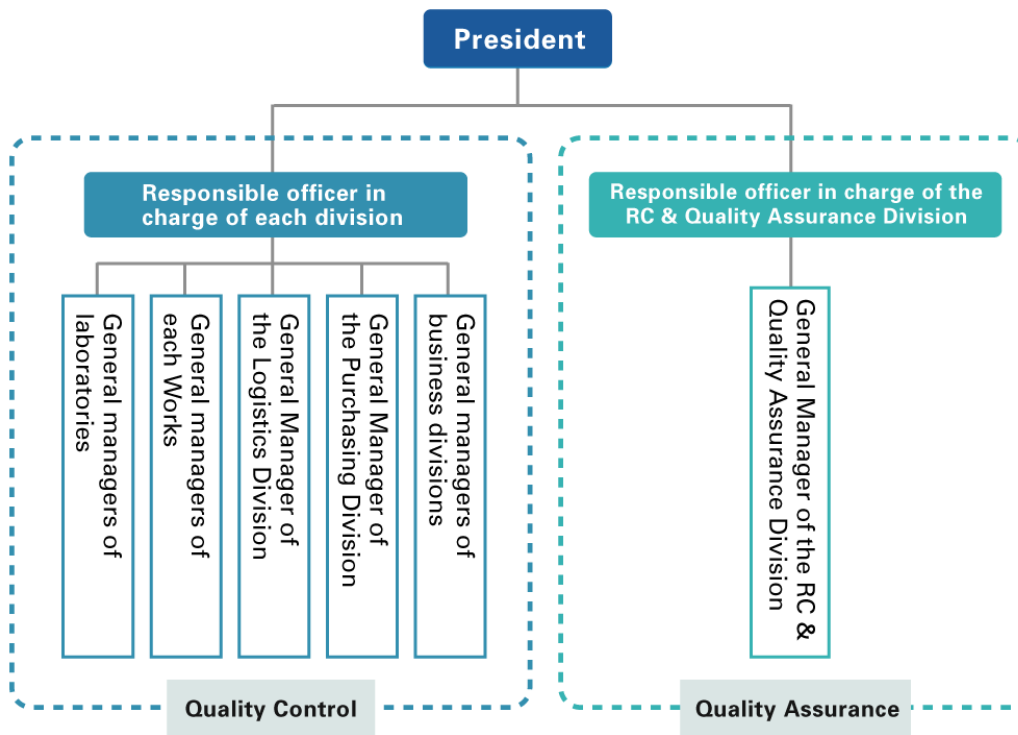 President
Responsible officer in
charge of each division
Responsible officer in charge of the
RC & Quality Assurance Division
General managers of
laboratories
General managers of
each Works
General Manager of
the Logistics Division
General Manager of
the Purchasing Division
General managers of
business divisions
General Manager of the RC &
Quality Assurance Division
Quality Control
Quality Assurance